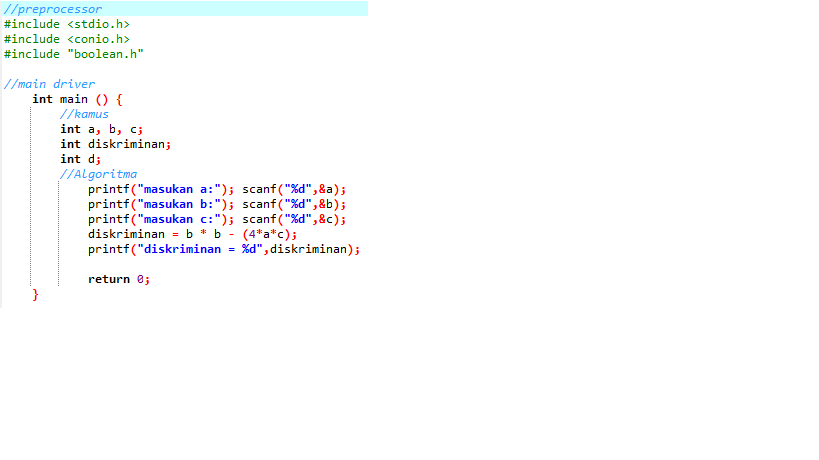 //preprocessor
#include <stdio.h>
#include <conio.h>
#include "boolean.h"
//main driver
int main () {
//kamus
int a, b, c;
int diskriminan;
int d;
//Algoritma
printf("masukan a:"); scanf("%d",&a);
printf("masukan b:"); scanf("%d",&b);
printf("masukan c:"); scanf("%d",&c);
diskriminan = b * b - (4*a*c);
printf("diskriminan = %d",diskriminan);
return 0;
}